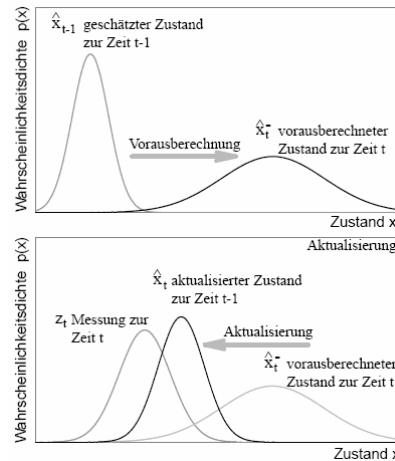 Wahrscheinlichkeitsdichte p(x)
x̂t-1 geschätzter Zustand
zur Zeit t-1
Vorausberechnung
x̂t⁻ vorausberechneter
Zustand zur Zeit t
Zustand x
Wahrscheinlichkeitsdichte p(x)
Aktualisierung
x̂t aktualisierter Zustand
zur Zeit t-1
zt Messung zur
Zeit t
Aktualisierung
x̂t⁻ vorausberechneter
Zustand zur Zeit t
Zustand x